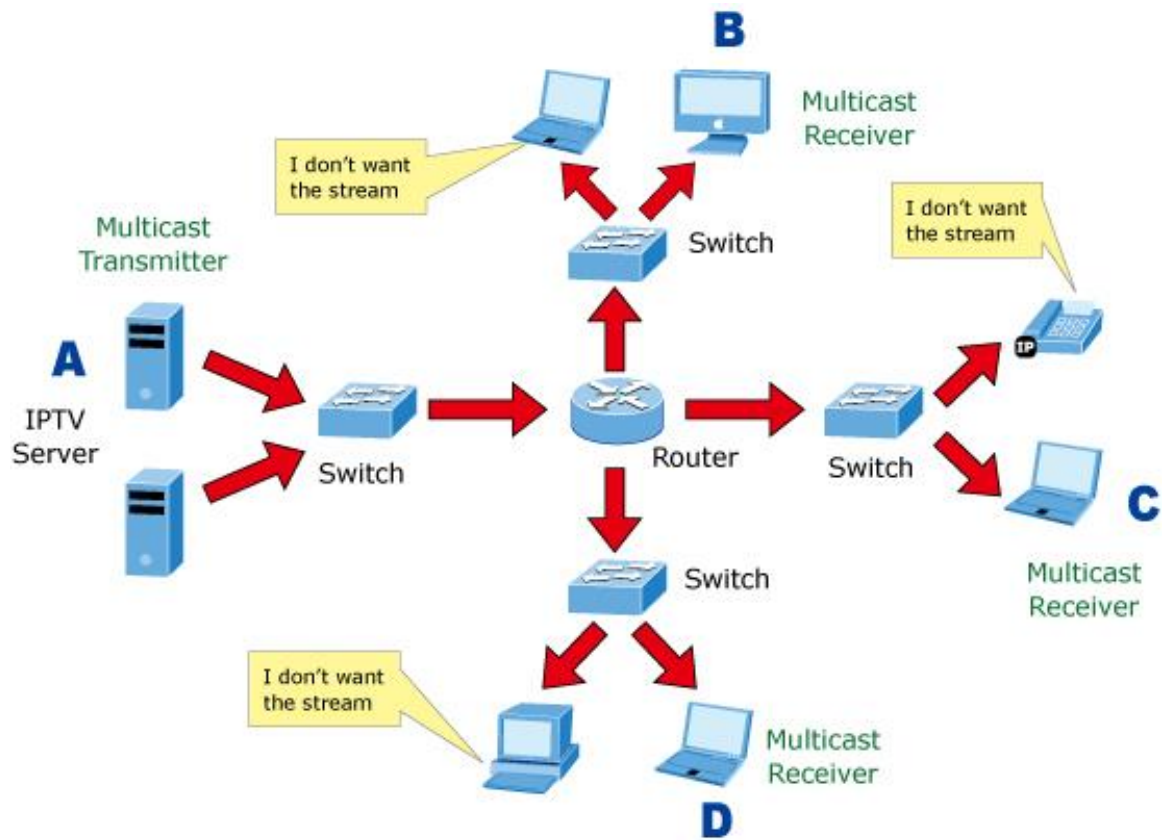 B
Multicast
Receiver
I don't want
the stream
Switch
I don't want
the stream
Multicast
Transmitter
A
IPTV
Server
Switch
Router
Switch
IP
C
Multicast
Receiver
Switch
I don't want
the stream
Multicast
Receiver
D